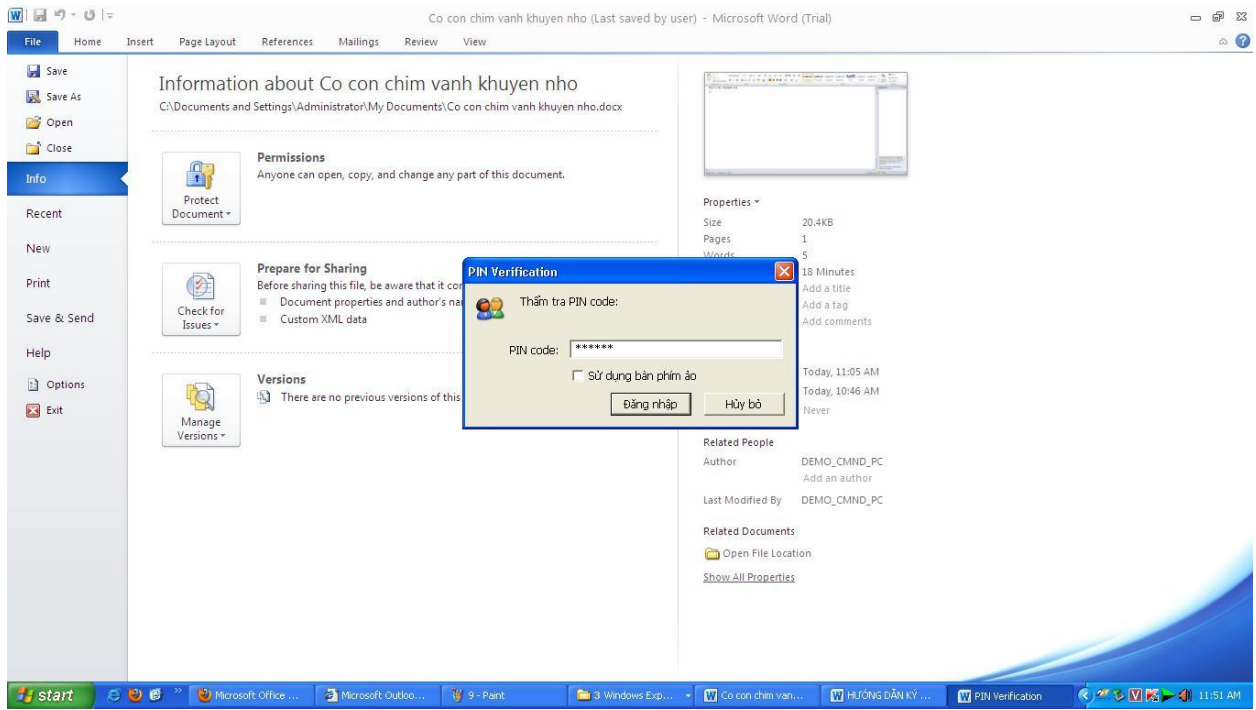 Co con chim vanh khuyen nho (Last saved by user) - Microsoft Word (Trial)
File Home Insert Page Layout References Mailings Review View
Save
Save As
Open
Close
Info
Recent
New
Print
Save & Send
Help
Options
Exit
Information about Co con chim vanh khuyen nho
C:\Documents and Settings\Administrator\My Documents\Co con chim vanh khuyen nho.docx
Protect
Document
Permissions
Anyone can open, copy, and change any part of this document.
Check for
Issues
Prepare for Sharing
Before sharing this file, be aware that it
Document properties and author's
Custom XML data
Manage
Versions
Versions
There are no previous versions of this
PIN Verification
Thẩm tra PIN code:
PIN code: ******
Sử dụng bàn phím ảo
Đăng nhập Hủy bỏ
Properties
Size 20.4KB
Pages 1
Words 5
18 Minutes
Add a title
Add a tag
Add comments
Today, 11:05 AM
Today, 10:46 AM
Never
Related People
Author DEMO_CMND_PC
Add an author
Last Modified By DEMO_CMND_PC
Related Documents
Open File Location
Show All Properties
start Microsoft Office ... Microsoft Outloo... 9 - Paint 3 Windows Exp... Co con chim van... HƯỚNG DẪN KÝ ... PIN Verification 11:51 AM